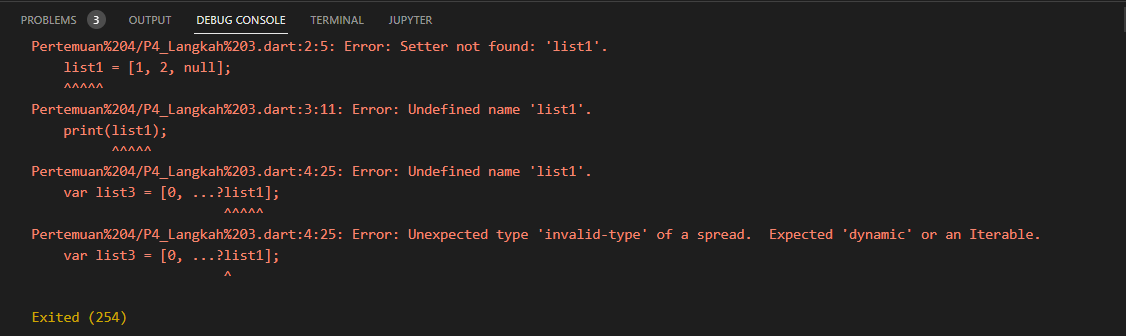 PROBLEMS 3 OUTPUT DEBUG CONSOLE TERMINAL JUPYTER
Pertemuan%204/P4_Langkah%203.dart:2:5: Error: Setter not found: 'list1'.
    list1 = [1, 2, null];
    ^^^^^
Pertemuan%204/P4_Langkah%203.dart:3:11: Error: Undefined name 'list1'.
    print(list1);
          ^^^^^
Pertemuan%204/P4_Langkah%203.dart:4:25: Error: Undefined name 'list1'.
    var list3 = [0, ...?list1];
                        ^^^^^
Pertemuan%204/P4_Langkah%203.dart:4:25: Error: Unexpected type 'invalid-type' of a spread.  Expected 'dynamic' or an Iterable.
    var list3 = [0, ...?list1];
                        ^
Exited (254)